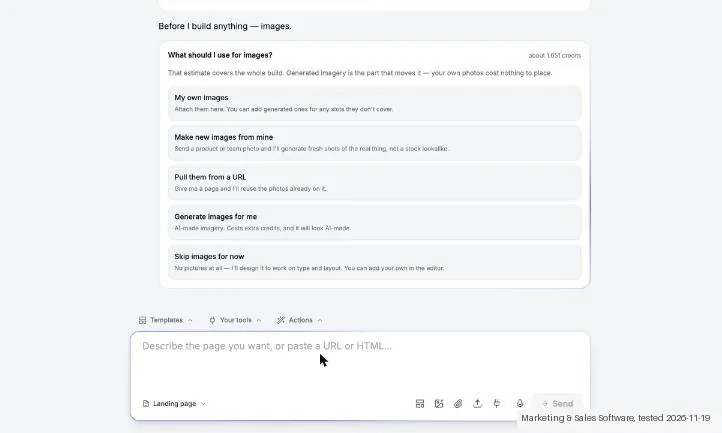 Before I build anything — images.
What should I use for images?
about 1,651 credits
That estimate covers the whole build. Generated imagery is the part that moves it — your own photos cost nothing to place.
My own images
Attach them here. You can add generated ones for any slots they don't cover.
Make new images from mine
Send a product or team photo and I'll generate fresh shots of the real thing, not a stock lookalike.
Pull them from a URL
Give me a page and I'll reuse the photos already on it.
Generate images for me
AI-made imagery. Costs extra credits, and it will look AI-made.
Skip images for now
No pictures at all — I'll design it to work on type and layout. You can add your own in the editor.
Templates
Your tools
Actions
Describe the page you want, or paste a URL or HTML...
Landing page
Send
Marketing & Sales Software, tested 2026-11-19